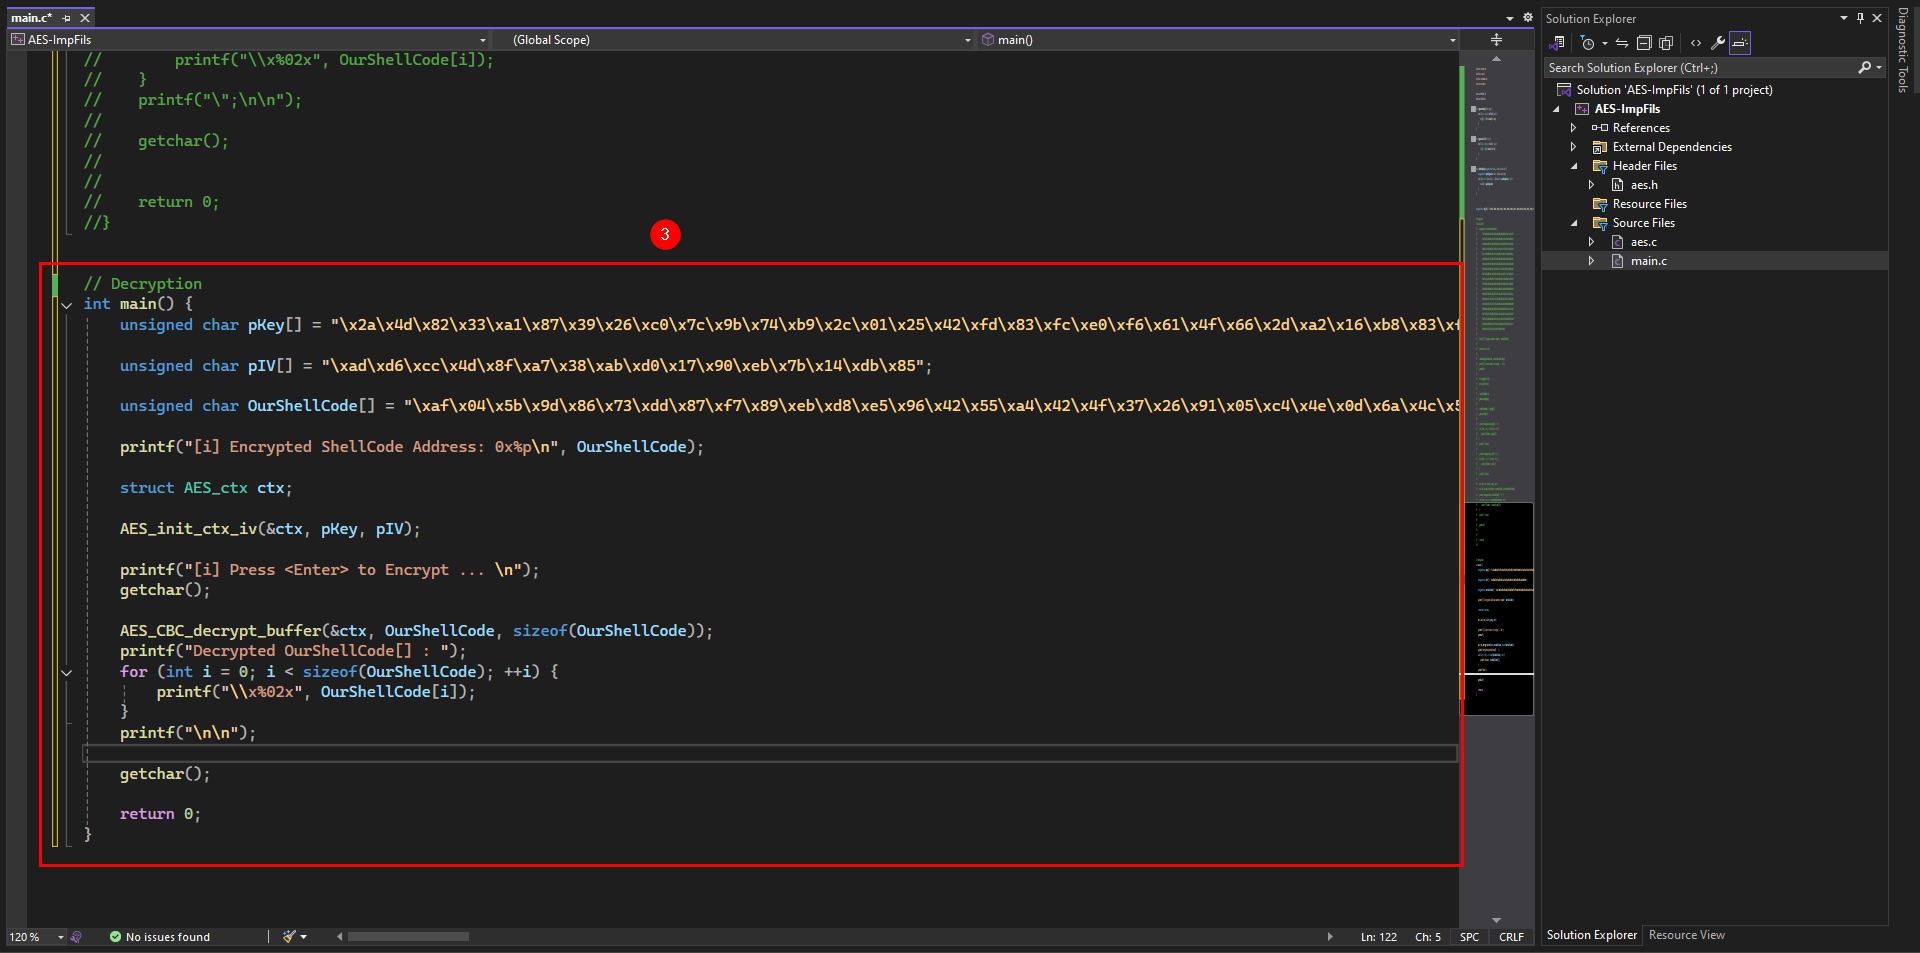 main.c*
AES-ImpFils
(Global Scope)
main()
//        printf("\\x%02x", OurShellCode[i]);
//    }
//    printf("\";\n\n");
//
//    getchar();
//
//
//    return 0;
//}
3
// Decryption
int main() {
unsigned char pKey[] = "\x2a\x4d\x82\x33\xa1\x87\x39\x26\xc0\x7c\x9b\x74\xb9\x2c\x01\x25\x42\xfd\x83\xfc\xe0\xf6\x61\x4f\x66\x2d\xa2\x16\xb8\x83\x
unsigned char pIV[] = "\xad\xd6\xcc\x4d\x8f\xa7\x38\xab\xd0\x17\x90\xeb\x7b\x14\xdb\x85";
unsigned char OurShellCode[] = "\xaf\x04\x5b\x9d\x86\x73\xdd\x87\xf7\x89\xeb\xd8\xe5\x96\x42\x55\xa4\x42\x4f\x37\x26\x91\x05\xc4\x4e\x0d\x6a\x4c\x
printf("[i] Encrypted ShellCode Address: 0x%p\n", OurShellCode);
struct AES_ctx ctx;
AES_init_ctx_iv(&ctx, pKey, pIV);
printf("[i] Press <Enter> to Encrypt ... \n");
getchar();
AES_CBC_decrypt_buffer(&ctx, OurShellCode, sizeof(OurShellCode));
printf("Decrypted OurShellCode[] : ");
for (int i = 0; i < sizeof(OurShellCode); ++i) {
printf("\\x%02x", OurShellCode[i]);
}
printf("\n\n");
getchar();
return 0;
}
120 %
No issues found
Ln: 122
Ch: 5
SPC
CRLF
Solution Explorer
Search Solution Explorer (Ctrl+;)
Solution 'AES-ImpFils' (1 of 1 project)
AES-ImpFils
References
External Dependencies
Header Files
aes.h
Resource Files
Source Files
aes.c
main.c
Solution Explorer
Resource View
Diagnostic Tools